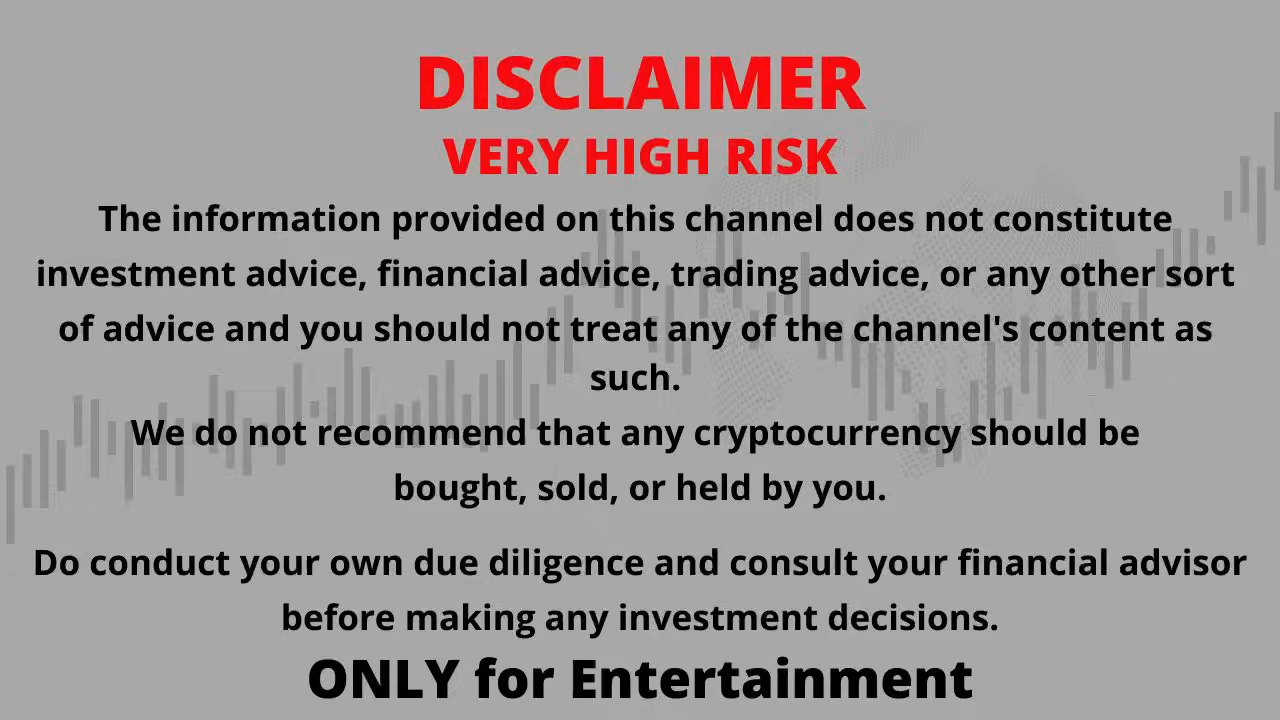 DISCLAIMER
VERY HIGH RISK
The information provided on this channel does not constitute
investment advice, financial advice, trading advice, or any other sort
of advice and you should not treat any of the channel's content as
such.
We do not recommend that any cryptocurrency should be
bought, sold, or held by you.
Do conduct your own due diligence and consult your financial advisor
before making any investment decisions.
ONLY for Entertainment